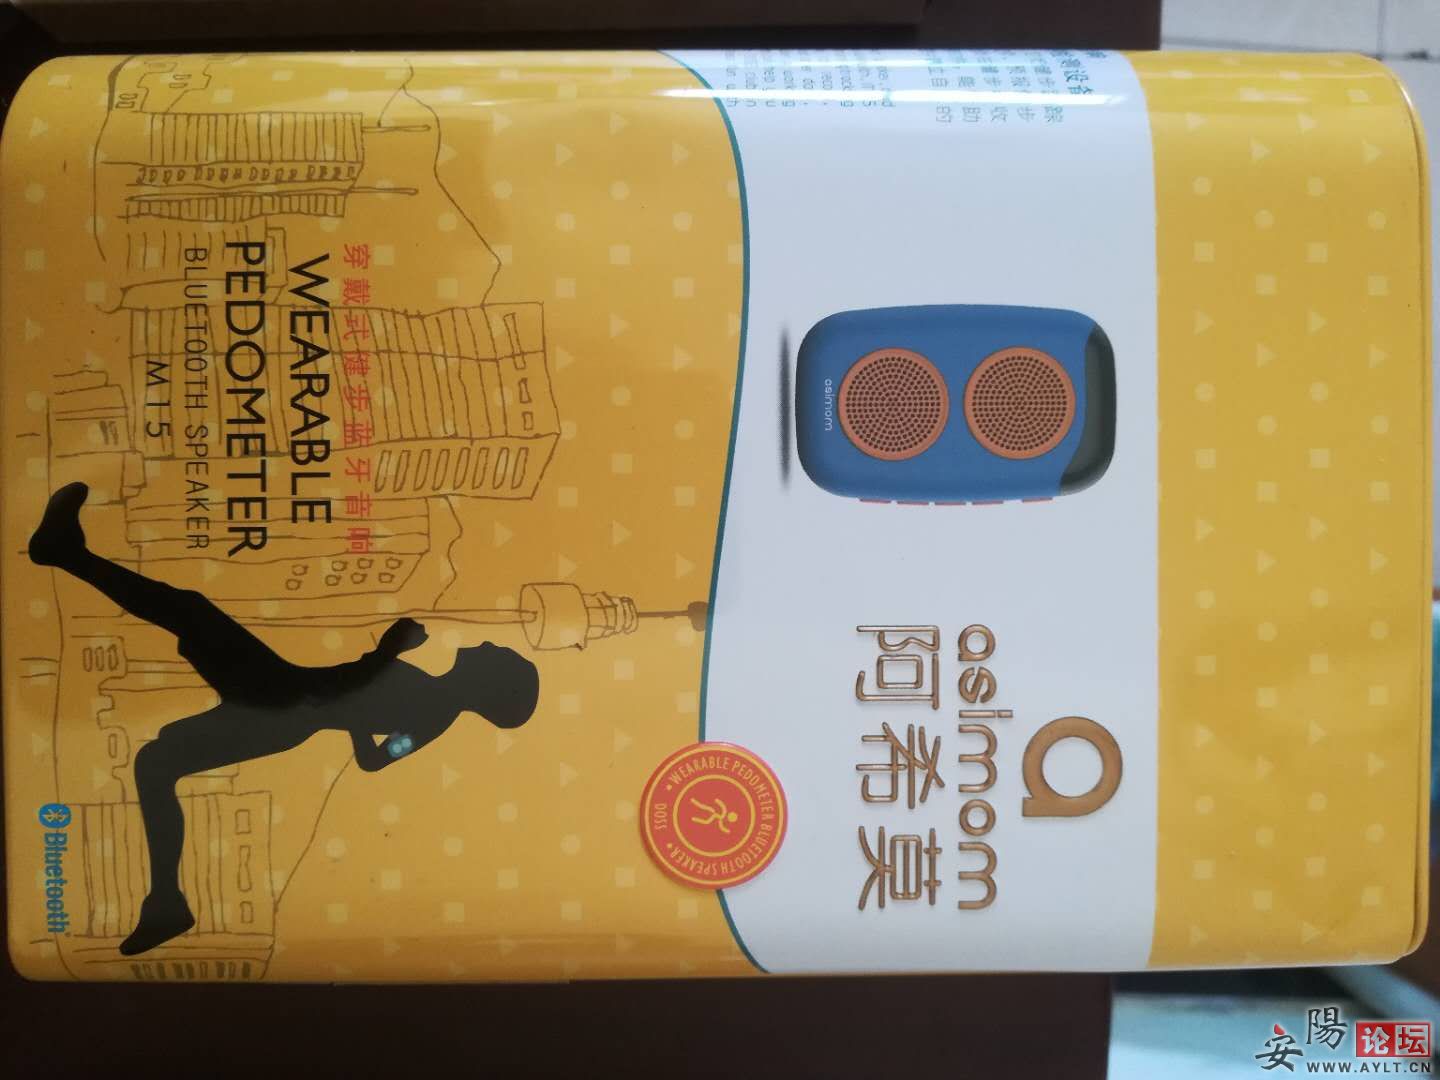 a
asimom
阿希莫
asimom
WEARABLE PEDOMETER BLUETOOTH SPEAKER
DOSS
穿戴式健步蓝牙音响
WEARABLE
PEDOMETER
BLUETOOTH SPEAKER
M15
Bluetooth
安陽论坛
WWW.AYLT.CN